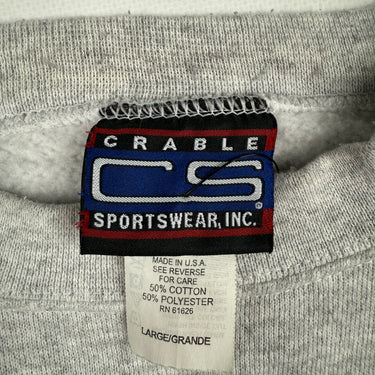 CRABLE
CS®
SPORTSWEAR, INC.
MADE IN U.S.A.
SEE REVERSE
FOR CARE
50% COTTON
50% POLYESTER
RN 61626
LARGE/GRANDE